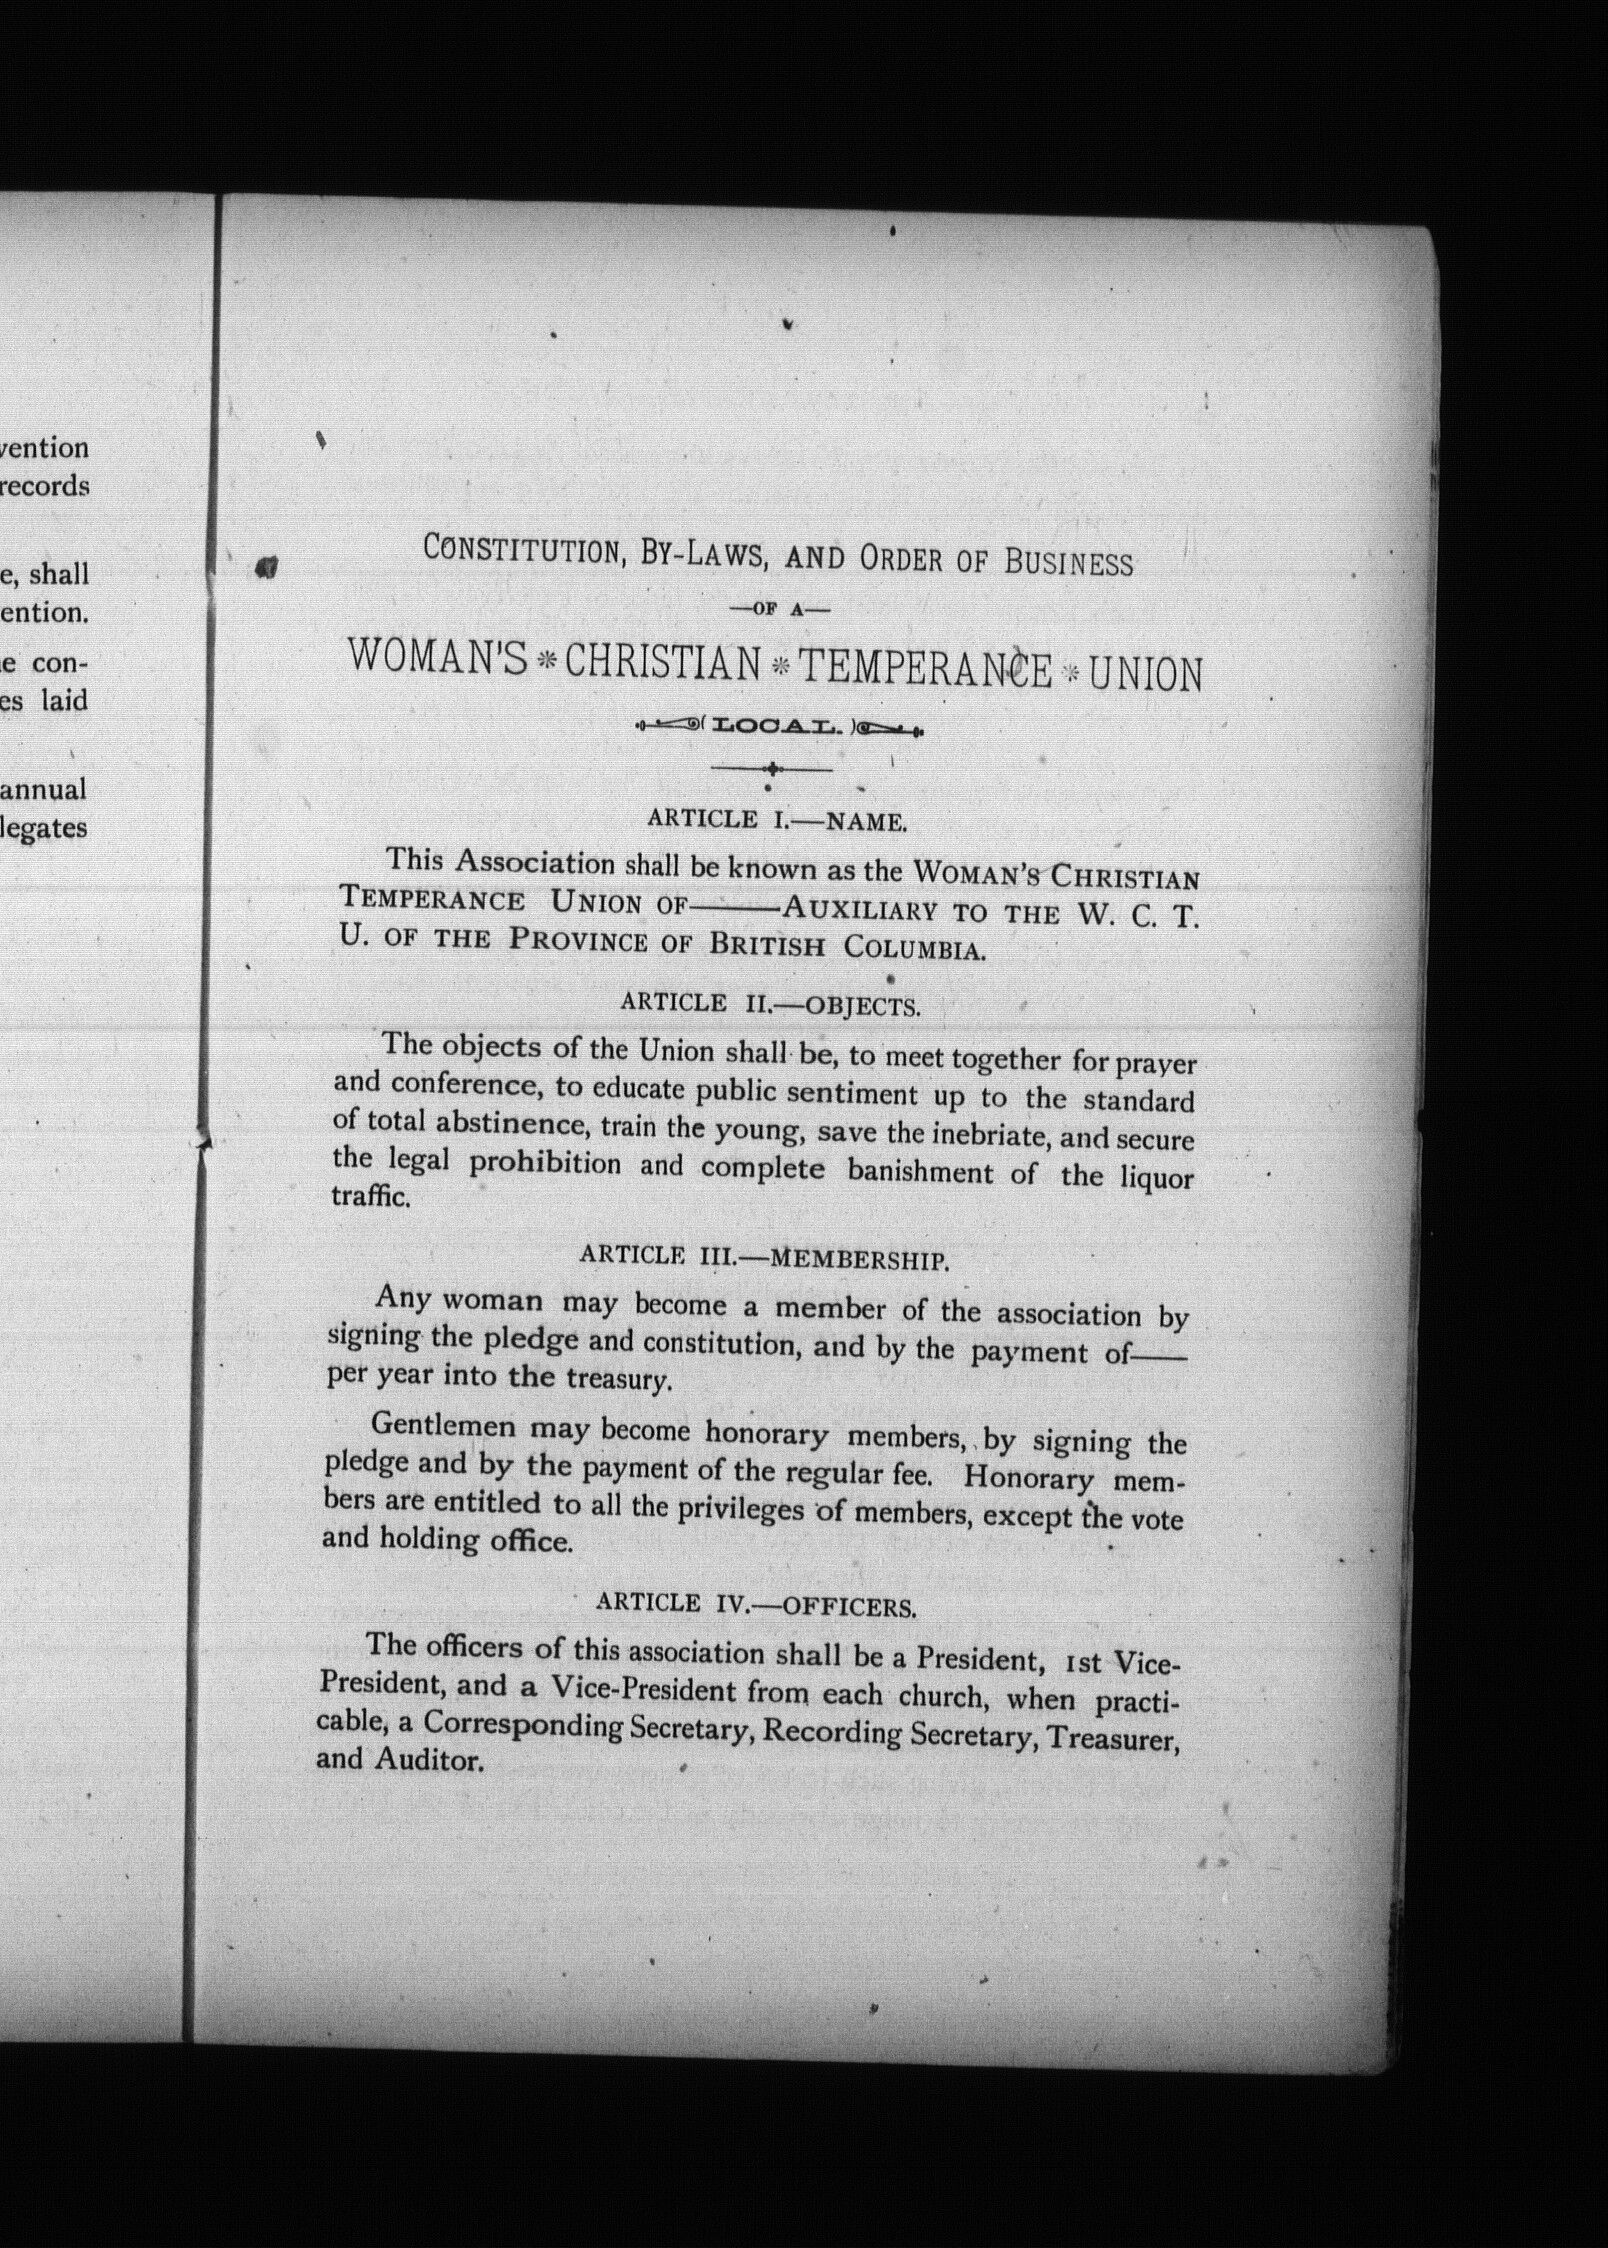 vention
records
e, shall
ention.
e con-
es laid
annual
legates
CONSTITUTION, BY-LAWS, AND ORDER OF BUSINESS
—OF A—
WOMAN'S * CHRISTIAN * TEMPERANCE * UNION
(LOCAL.)
ARTICLE I.—NAME.
This Association shall be known as the WOMAN'S CHRISTIAN
TEMPERANCE UNION OF———AUXILIARY TO THE W. C. T.
U. OF THE PROVINCE OF BRITISH COLUMBIA.
ARTICLE II.—OBJECTS.
The objects of the Union shall be, to meet together for prayer
and conference, to educate public sentiment up to the standard
of total abstinence, train the young, save the inebriate, and secure
the legal prohibition and complete banishment of the liquor
traffic.
ARTICLE III.—MEMBERSHIP.
Any woman may become a member of the association by
signing the pledge and constitution, and by the payment of——
per year into the treasury.
Gentlemen may become honorary members, by signing the
pledge and by the payment of the regular fee. Honorary mem-
bers are entitled to all the privileges of members, except the vote
and holding office.
ARTICLE IV.—OFFICERS.
The officers of this association shall be a President, 1st Vice-
President, and a Vice-President from each church, when practi-
cable, a Corresponding Secretary, Recording Secretary, Treasurer,
and Auditor.